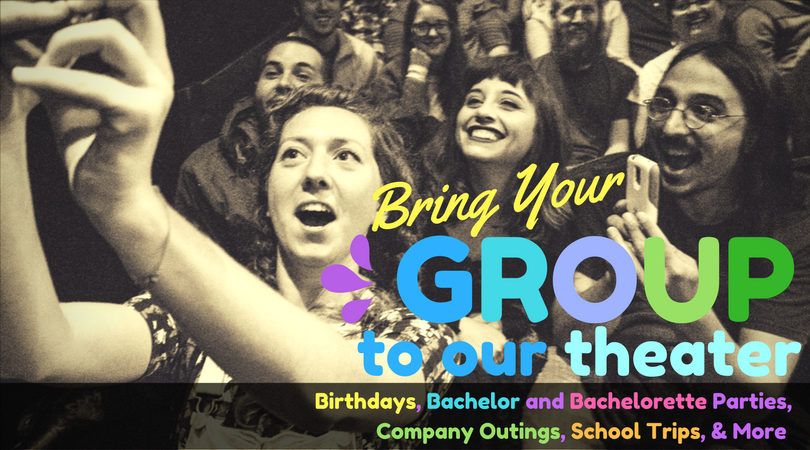 Bring Your
GROUP
to our theater
Birthdays, Bachelor and Bachelorette Parties,
Company Outings, School Trips, & More